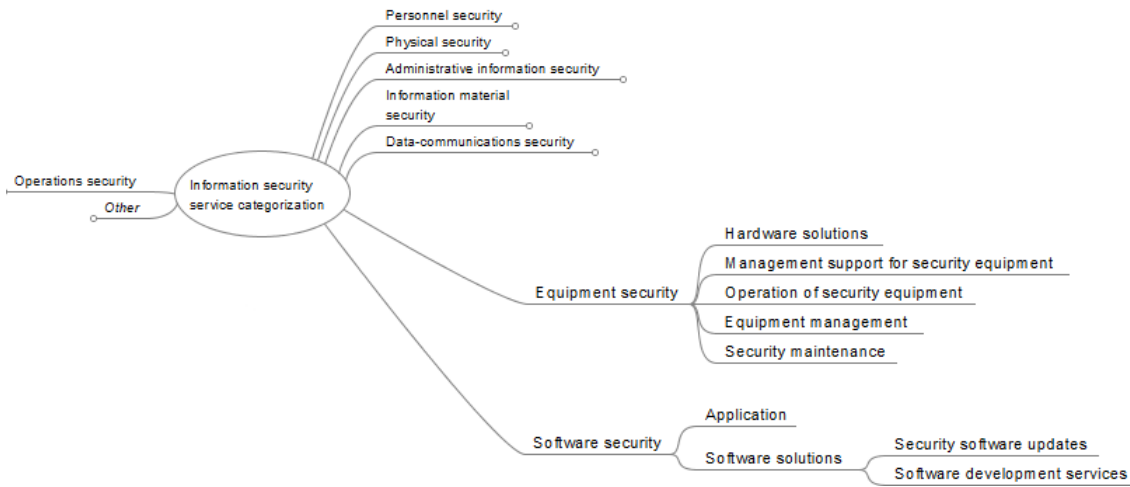 Personnel security
Physical security
Administrative information security
Information material
security
Data-communications security
Operations security
Other
Information security
service categorization
Equipment security
Hardware solutions
Management support for security equipment
Operation of security equipment
Equipment management
Security maintenance
Software security
Application
Software solutions
Security software updates
Software development services